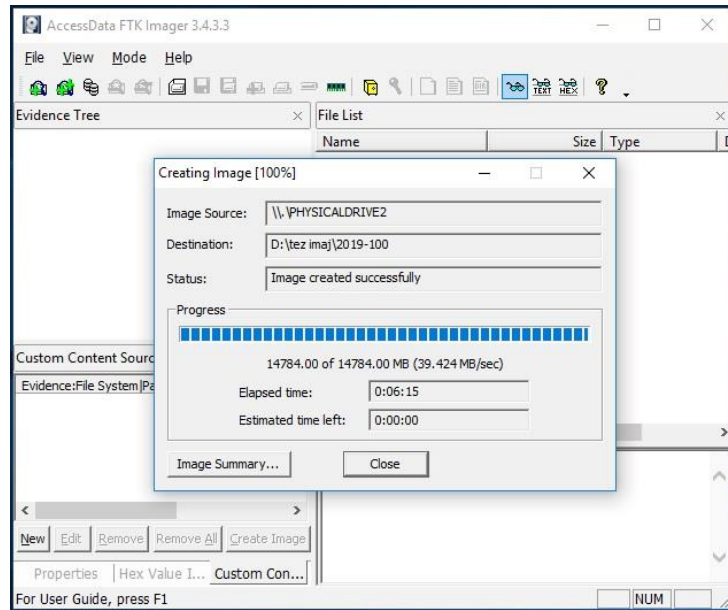 AccessData FTK Imager 3.4.3.3
File View Mode Help
TEXT HEX
Evidence Tree
File List
Name Size Type
Creating Image [100%]
Image Source: \\.\PHYSICALDRIVE2
Destination: D:\tez imaj\2019-100
Status: Image created successfully
Progress
14784.00 of 14784.00 MB (39.424 MB/sec)
Elapsed time: 0:06:15
Estimated time left: 0:00:00
Image Summary... Close
Custom Content Sourc
Evidence:File System|Pa
New Edit Remove Remove All Create Image
Properties Hex Value I... Custom Con...
For User Guide, press F1 NUM